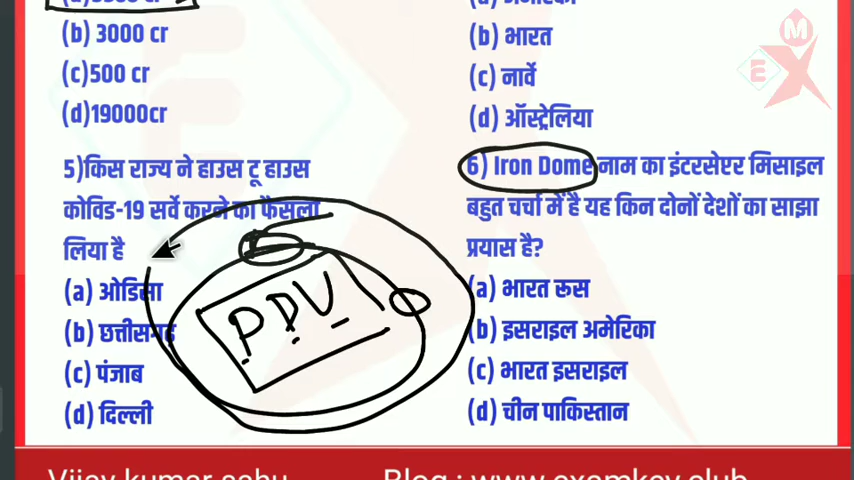 (b) 3000 cr
(c)500 cr
(d)19000cr
5)किस राज्य ने हाउस टू हाउस
कोविड-19 सर्वे करने का फैसला
लिया है
(a) ओडिसा
(b) छत्तीसगढ़
(c) पंजाब
(d) दिल्ली
PDV
(b) भारत
(c) नार्वे
(d) ऑस्ट्रेलिया
6) Iron Dome नाम का इंटरसेप्टर मिसाइल
बहुत चर्चा में है यह किन दोनों देशों का साझा
प्रयास है?
(a) भारत रूस
(b) इसराइल अमेरिका
(c) भारत इसराइल
(d) चीन पाकिस्तान
M
E X
Vijay kumar sahu
Blog : www.examkey.club